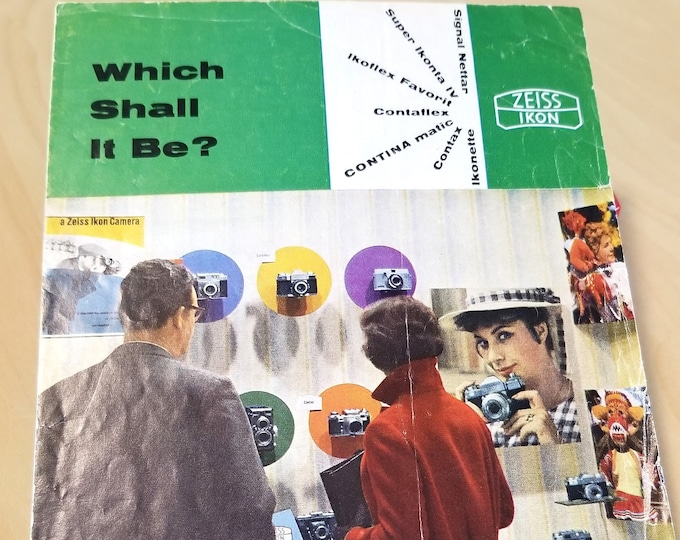 Which
Shall
It Be?
Signal Nettar
Super Ikonta IV
Ikoflex Favorit
Contaflex
CONTINA matic
Contax
Ikonette
ZEISS
IKON
a Zeiss Ikon Camera